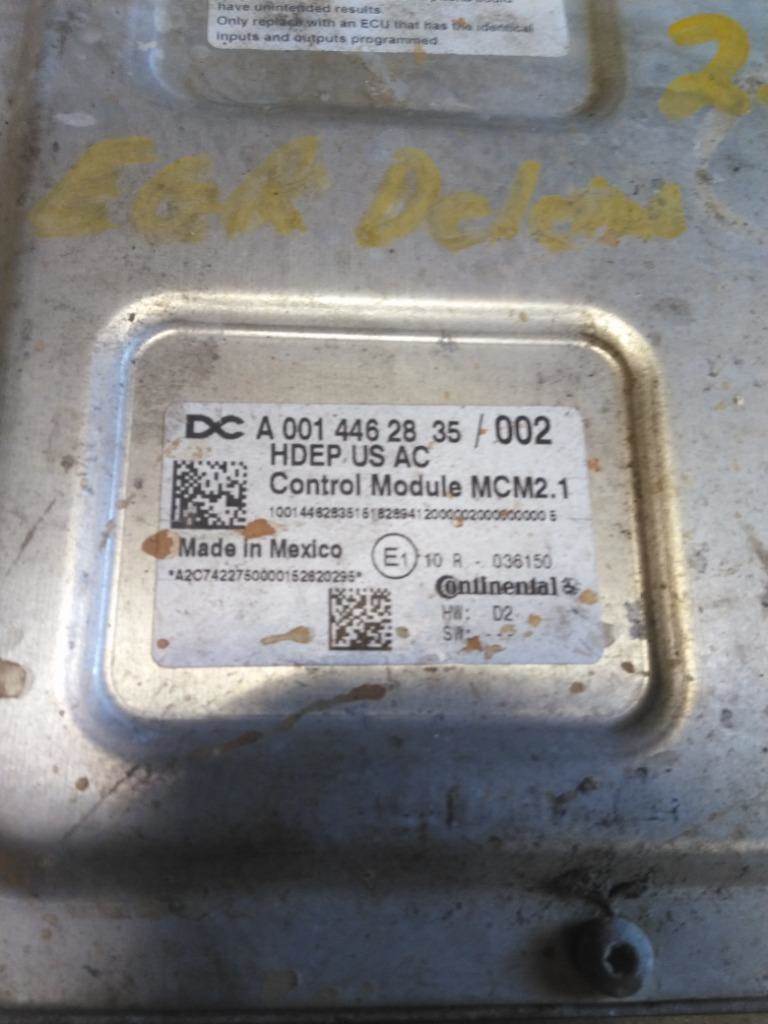 have unintended results
Only replace with an ECU that has the identical
inputs and outputs programmed
2.
EGR
DC A 001 446 28 35 / 002
HDEP US AC
Control Module MCM2.1
Made in Mexico E1 10 R - 036150
*A2C7422750000152820295*
Continental
HW: D2
SW: ---